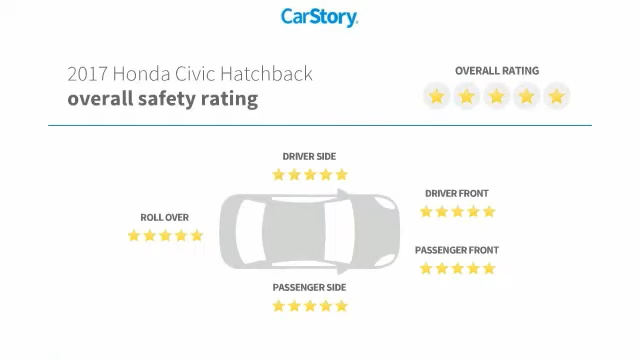 CarStory
2017 Honda Civic Hatchback
overall safety rating
OVERALL RATING
DRIVER SIDE
DRIVER FRONT
ROLL OVER
PASSENGER FRONT
PASSENGER SIDE